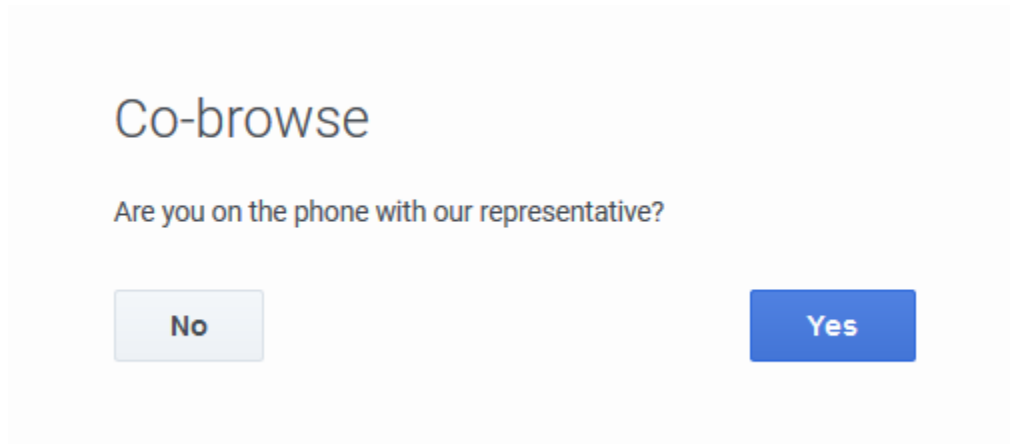 Co-browse
Are you on the phone with our representative?
No
Yes